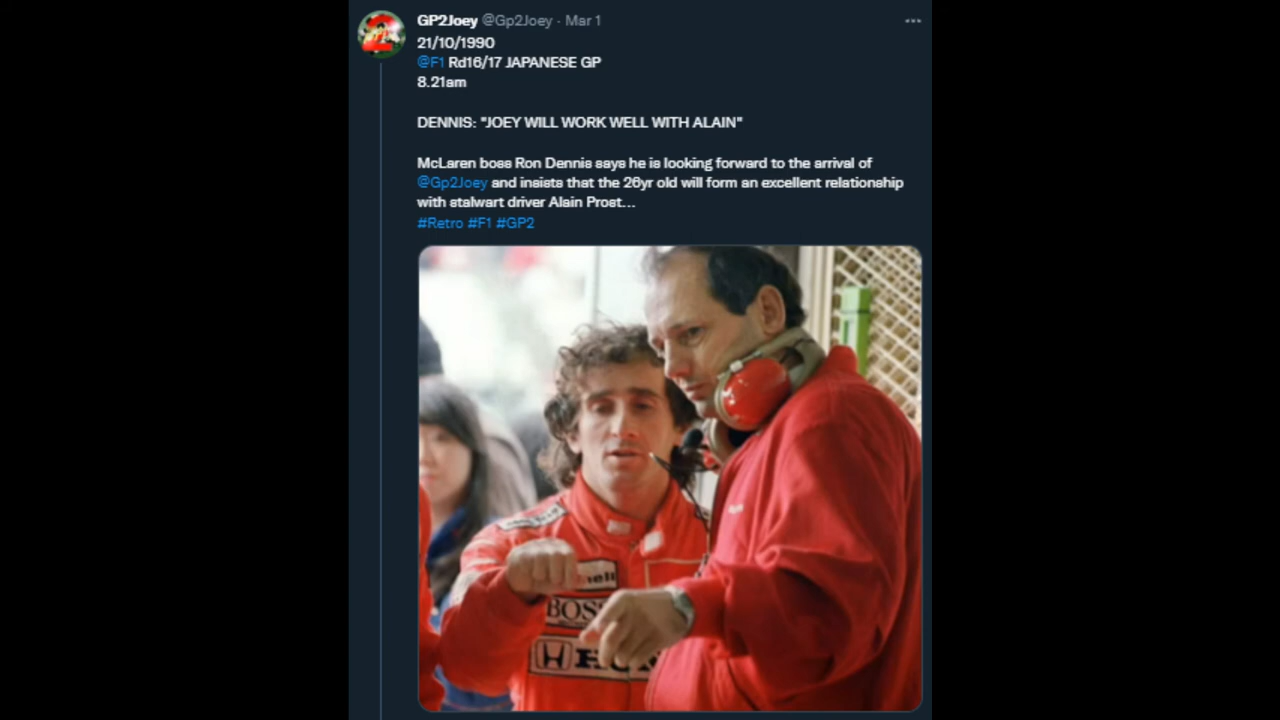 GP2Joey @Gp2Joey · Mar 1
21/10/1990
@F1 Rd16/17 JAPANESE GP
8.21am
DENNIS: "JOEY WILL WORK WELL WITH ALAIN"
McLaren boss Ron Dennis says he is looking forward to the arrival of
@Gp2Joey and insists that the 26yr old will form an excellent relationship
with stalwart driver Alain Prost...
#Retro #F1 #GP2
BOSS